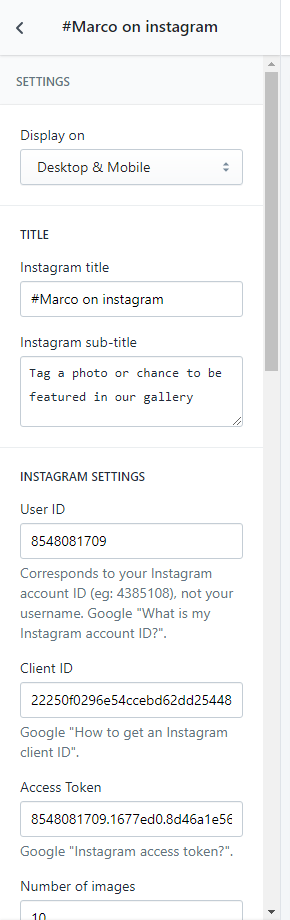 #Marco on instagram
SETTINGS
Display on
Desktop & Mobile
TITLE
Instagram title
#Marco on instagram
Instagram sub-title
Tag a photo or chance to be
featured in our gallery
INSTAGRAM SETTINGS
User ID
8548081709
Corresponds to your Instagram
account ID (eg: 4385108), not your
username. Google "What is my
Instagram account ID?".
Client ID
22250f0296e54ccebd62dd25448
Google "How to get an Instagram
client ID".
Access Token
8548081709.1677ed0.8d46a1e56
Google "Instagram access token?".
Number of images
10